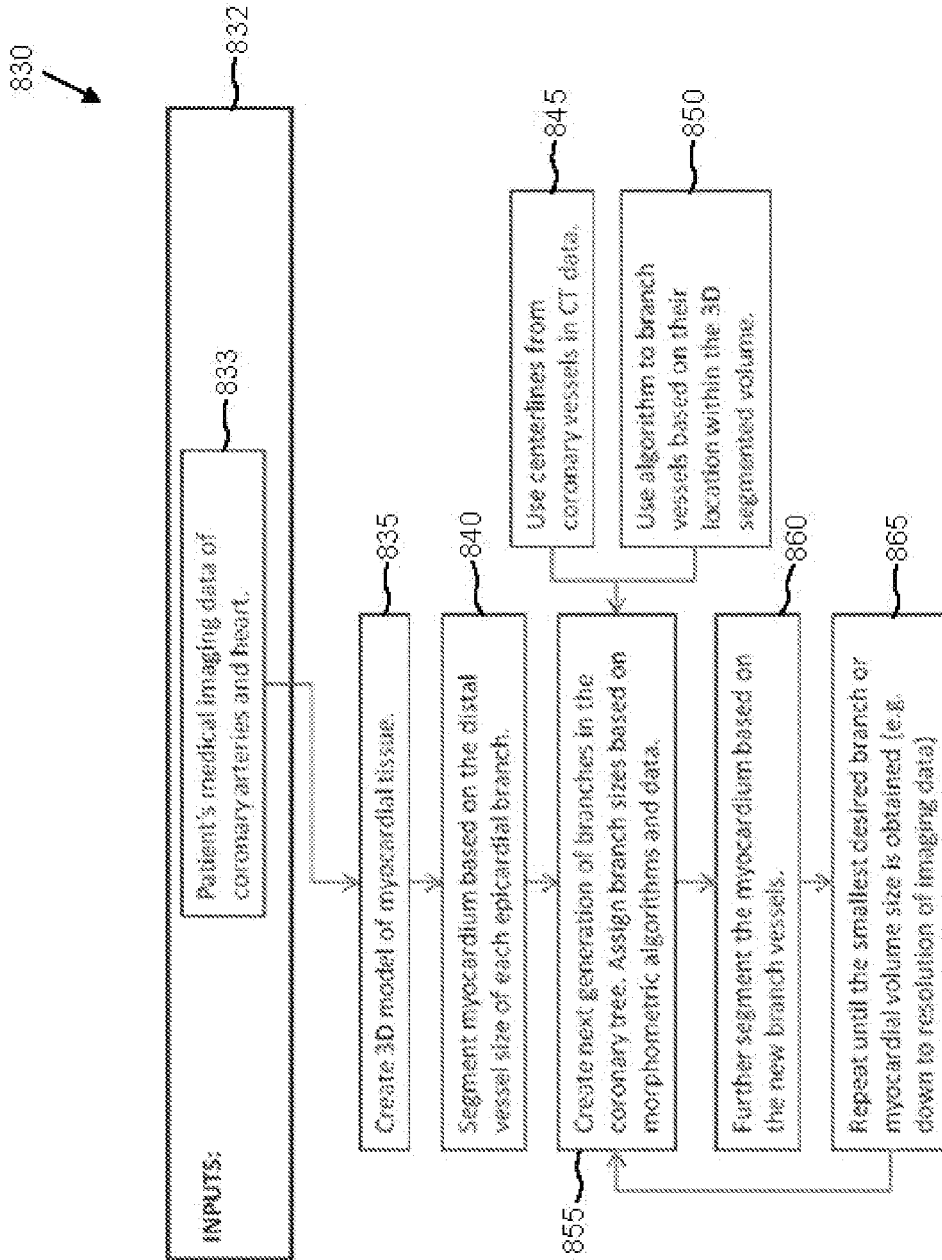 830
832
INPUTS:
833
Patient's medical imaging data of
coronary arteries and heart.
835
Create 3D model of myocardial tissue.
840
Segment myocardium based on the distal
vessel size of each epicardial branch.
845
Use centerlines from
coronary vessels in CT data.
850
Use algorithm to branch
vessels based on their
location within the 3D
segmented volume.
855
Create next generation of branches in the
coronary tree. Assign branch sizes based on
morphometric algorithms and data.
860
Further segment the myocardium based on
the new branch vessels.
865
Repeat until the smallest desired branch or
myocardial volume size is obtained (e.g.
down to resolution of imaging data)